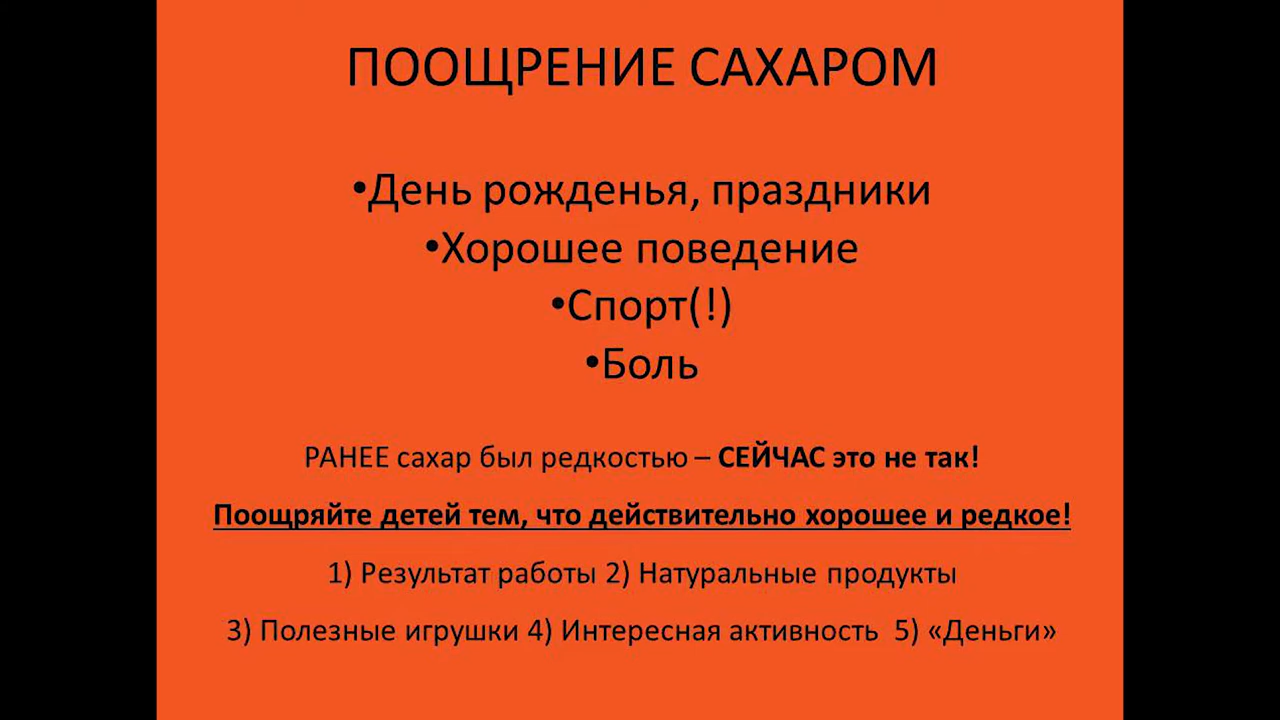 ПООЩРЕНИЕ САХАРОМ
•День рожденья, праздники
•Хорошее поведение
•Спорт(!)
•Боль
РАНЕЕ сахар был редкостью – СЕЙЧАС это не так!
Поощряйте детей тем, что действительно хорошее и редкое!
1) Результат работы 2) Натуральные продукты
3) Полезные игрушки 4) Интересная активность 5) «Деньги»